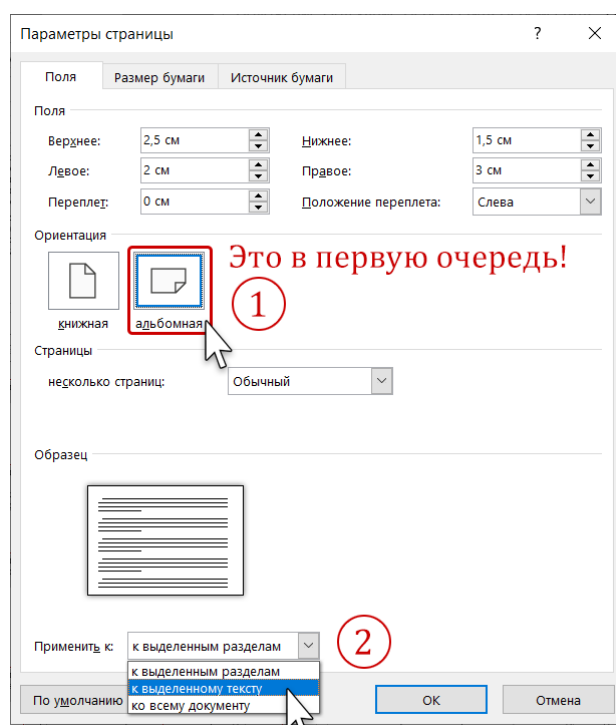 Параметры страницы ?
Поля Размер бумаги Источник бумаги
Поля
Верхнее: 2,5 см Нижнее: 1,5 см
Левое: 2 см Правое: 3 см
Переплет: 0 см Положение переплета: Слева
Ориентация
Это в первую очередь!
1
книжная альбомная
Страницы
несколько страниц: Обычный
Образец
2
Применить к: к выделенным разделам
к выделенным разделам
к выделенному тексту
ко всему документу
По умолчанию ОК Отмена